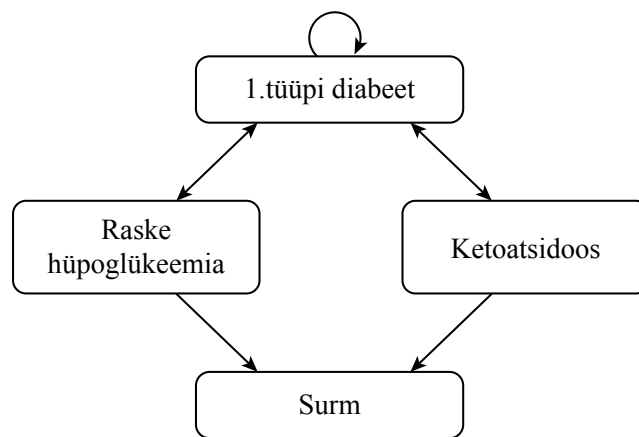 1.tüüpi diabeet
Raske
hüpoglükeemia
Ketoatsidoos
Surm